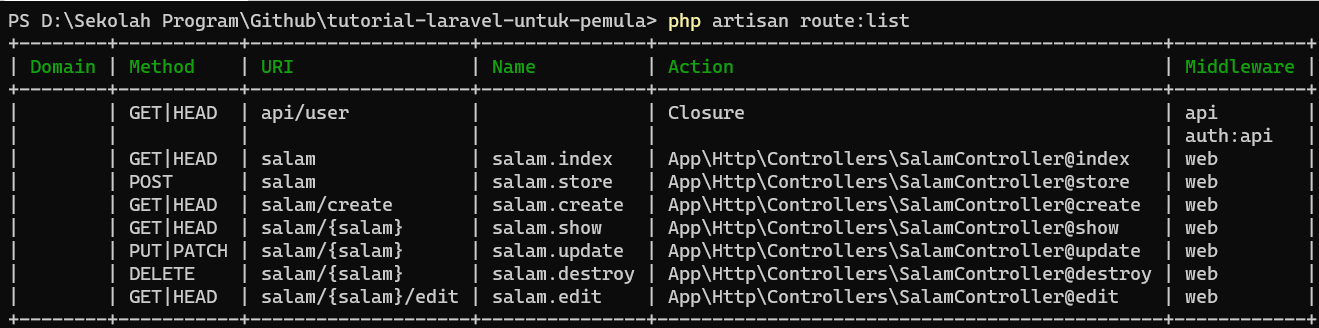 PS D:\Sekolah Program\Github\tutorial-laravel-untuk-pemula> php artisan route:list
+--------+-----------+-------------------+---------------+----------------------------------------------+------------+
| Domain | Method    | URI               | Name          | Action                                       | Middleware |
+--------+-----------+-------------------+---------------+----------------------------------------------+------------+
|        | GET|HEAD  | api/user          |               | Closure                                      | api        |
|        |           |                   |               |                                              | auth:api   |
|        | GET|HEAD  | salam             | salam.index   | App\Http\Controllers\SalamController@index   | web        |
|        | POST      | salam             | salam.store   | App\Http\Controllers\SalamController@store   | web        |
|        | GET|HEAD  | salam/create      | salam.create  | App\Http\Controllers\SalamController@create  | web        |
|        | GET|HEAD  | salam/{salam}     | salam.show    | App\Http\Controllers\SalamController@show    | web        |
|        | PUT|PATCH | salam/{salam}     | salam.update  | App\Http\Controllers\SalamController@update  | web        |
|        | DELETE    | salam/{salam}     | salam.destroy | App\Http\Controllers\SalamController@destroy | web        |
|        | GET|HEAD  | salam/{salam}/edit | salam.edit    | App\Http\Controllers\SalamController@edit    | web        |
+--------+-----------+-------------------+---------------+----------------------------------------------+------------+